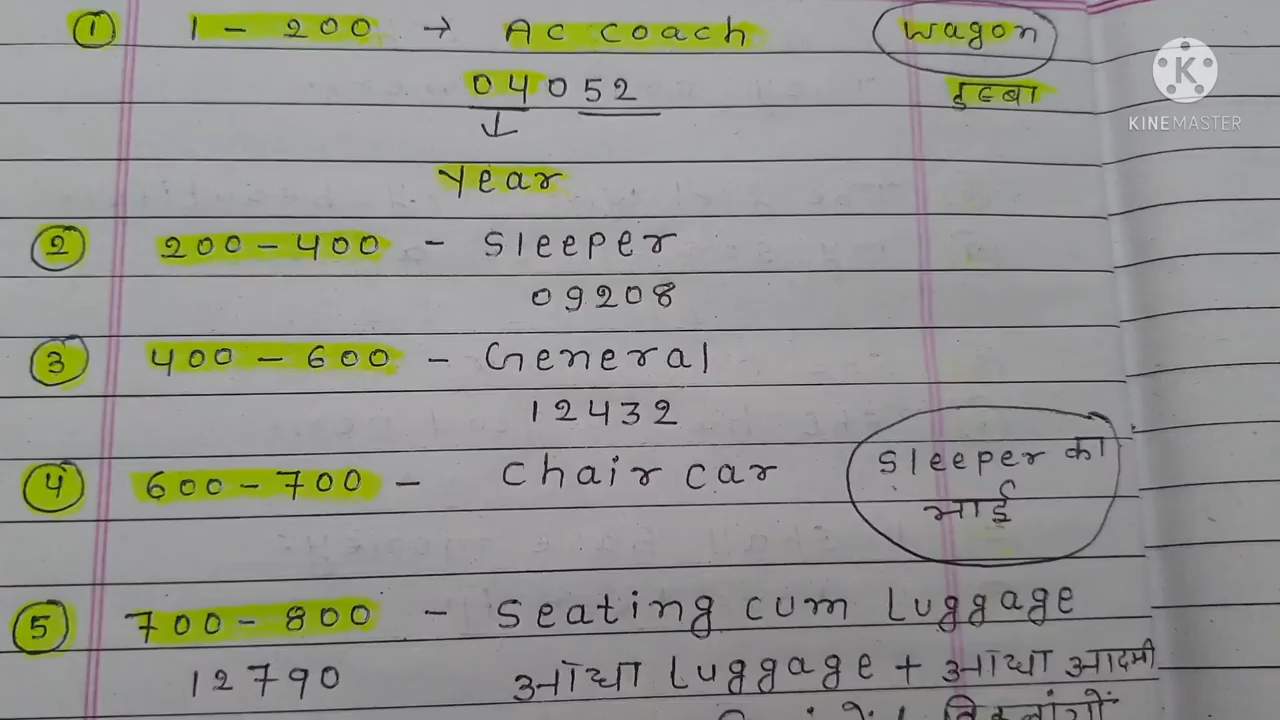 ① 1 - 200 → Ac coach wagon
04052 डब्बा
↓
Year
② 200-400 - Sleeper
09208
③ 400-600 - General
12432
④ 600-700 - Chair car Sleeper का
भाई
⑤ 700-800 - Seating cum Luggage
12790 आधा Luggage + आधा आदमी
KINEMASTER